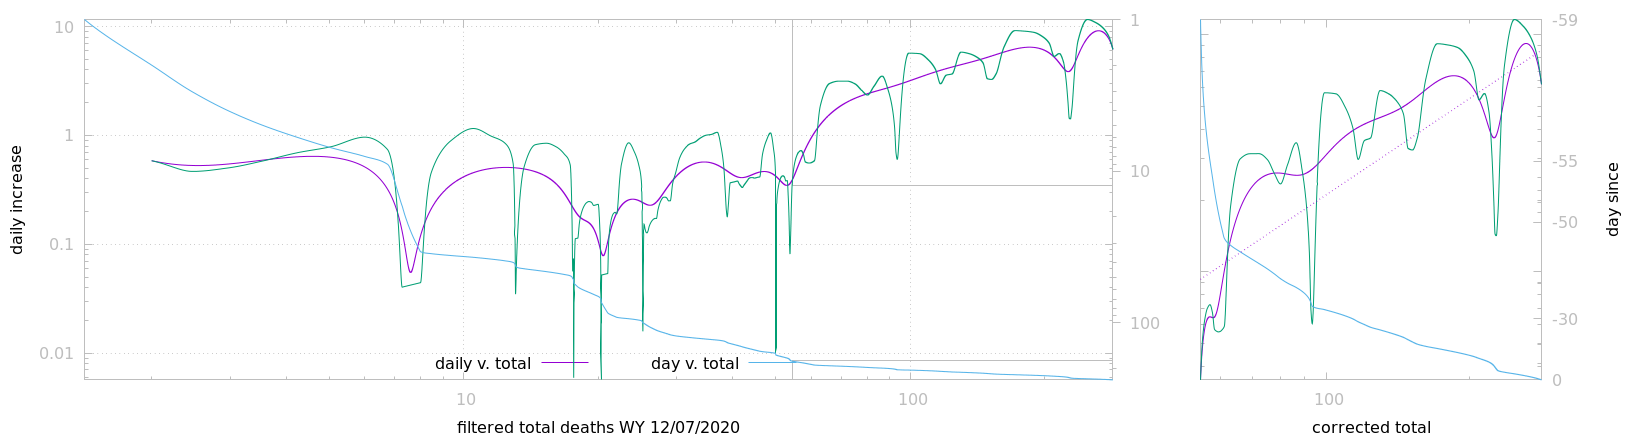 10
1
0.1
0.01
daily increase
daily v. total
day v. total
10
100
filtered total deaths WY 12/07/2020
1
10
100
100
corrected total
-59
-55
-50
-30
0
day since